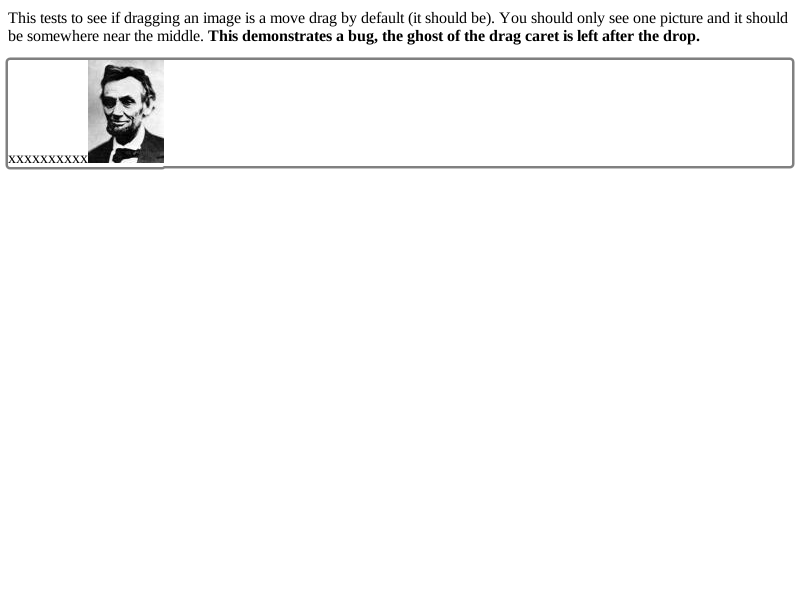 This tests to see if dragging an image is a move drag by default (it should be). You should only see one picture and it should
be somewhere near the middle. This demonstrates a bug, the ghost of the drag caret is left after the drop.
xxxxxxxxxx